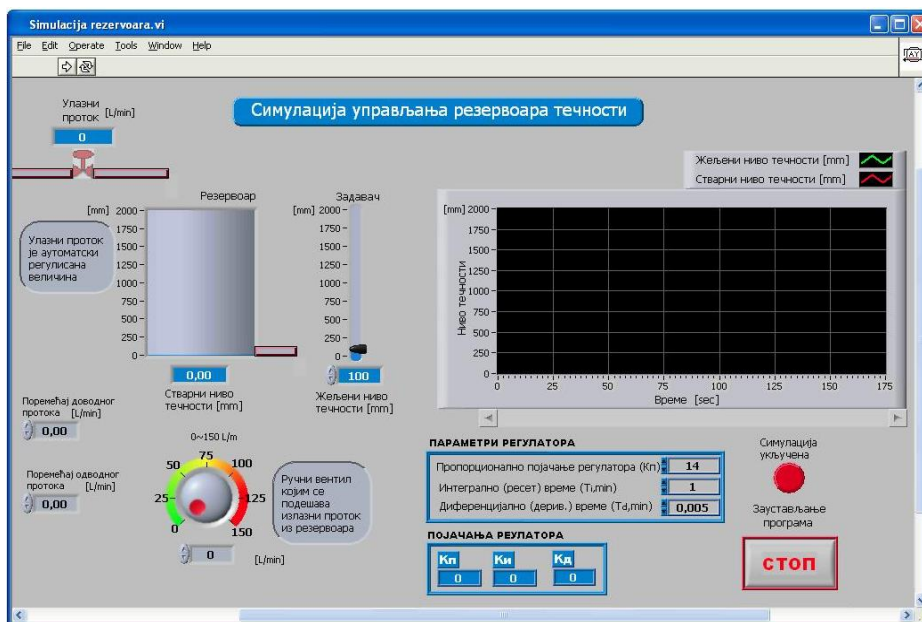 Simulacija rezervoara.vi
File Edit Operate Tools Window Help
Симулација управљања резервоара течности
Улазни
проток [L/min]
0
Жељени ниво течности [mm]
Стварни ниво течности [mm]
Улазни проток
је аутоматски
регулисана
величина
Резервоар
[mm] 2000
1750
1500
1250
1000
750
500
250
0
0,00
Стварни ниво
течности [mm]
Задавач
[mm] 2000
1750
1500
1250
1000
750
500
250
0
100
Жељени ниво
течности [mm]
[mm] 2000
1750
1500
1250
1000
750
500
250
0
Ниво течности
0 25 50 75 100 125 150 175
Време [sec]
Поремећај доводног
протока [L/min]
0,00
Поремећај одводног
протока [L/min]
0,00
0~150 L/m
0 25 50 75 100 125 150
0 [L/min]
Ручни вентил
којим се
подешава
излазни проток
из резервоара
ПАРАМЕТРИ РЕГУЛАТОРА
Пропорционално појачање регулатора (Кп) 14
Интегрално (ресет) време (Ti,min) 1
Диференцијално (дерив.) време (Td,min) 0,005
ПОЈАЧАЊА РЕУЛАТОРА
Кп Ки Кд
0 0 0
Симулација
укључена
Заустављање
програма
СТОП